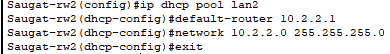 Saugat-rw2(config)#ip dhcp pool lan2
Saugat-rw2(dhcp-config)#default-router 10.2.2.1
Saugat-rw2(dhcp-config)#network 10.2.2.0 255.255.255.0
Saugat-rw2(dhcp-config)#exit